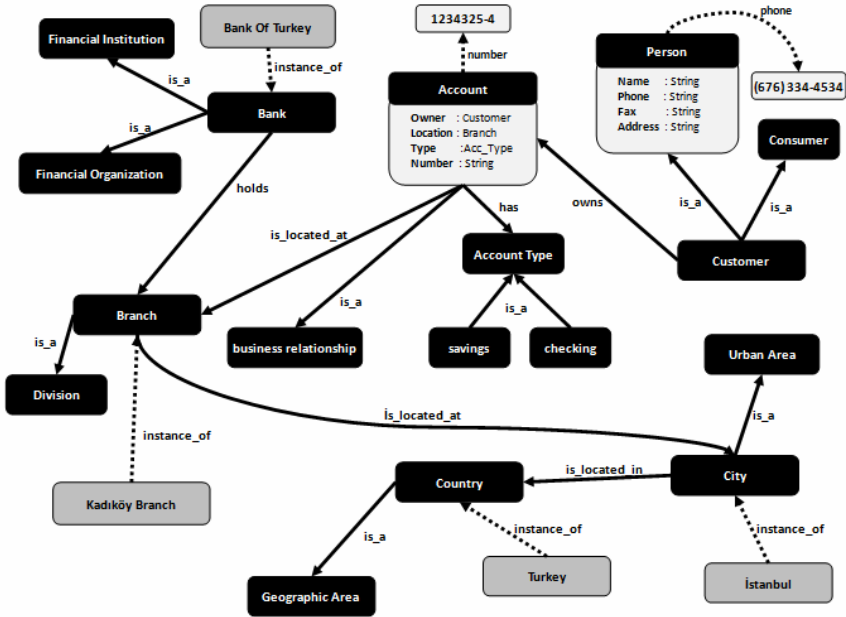 1234325-4
phone
Financial Institution
Bank Of Turkey
number
Person
instance_of
is_a
Account
Name : String
Phone : String
Fax : String
Address : String
(676) 334-4534
Bank
Owner : Customer
Location : Branch
Type :Acc_Type
Number : String
is_a
Consumer
Financial Organization
holds
has
owns
is_a
is_a
is_located_at
Account Type
Customer
is_a
is_a
Branch
is_a
business relationship
savings
checking
Urban Area
Division
İs_located_at
is_a
instance_of
is_located_in
City
Country
Kadıköy Branch
instance_of
instance_of
is_a
Turkey
İstanbul
Geographic Area